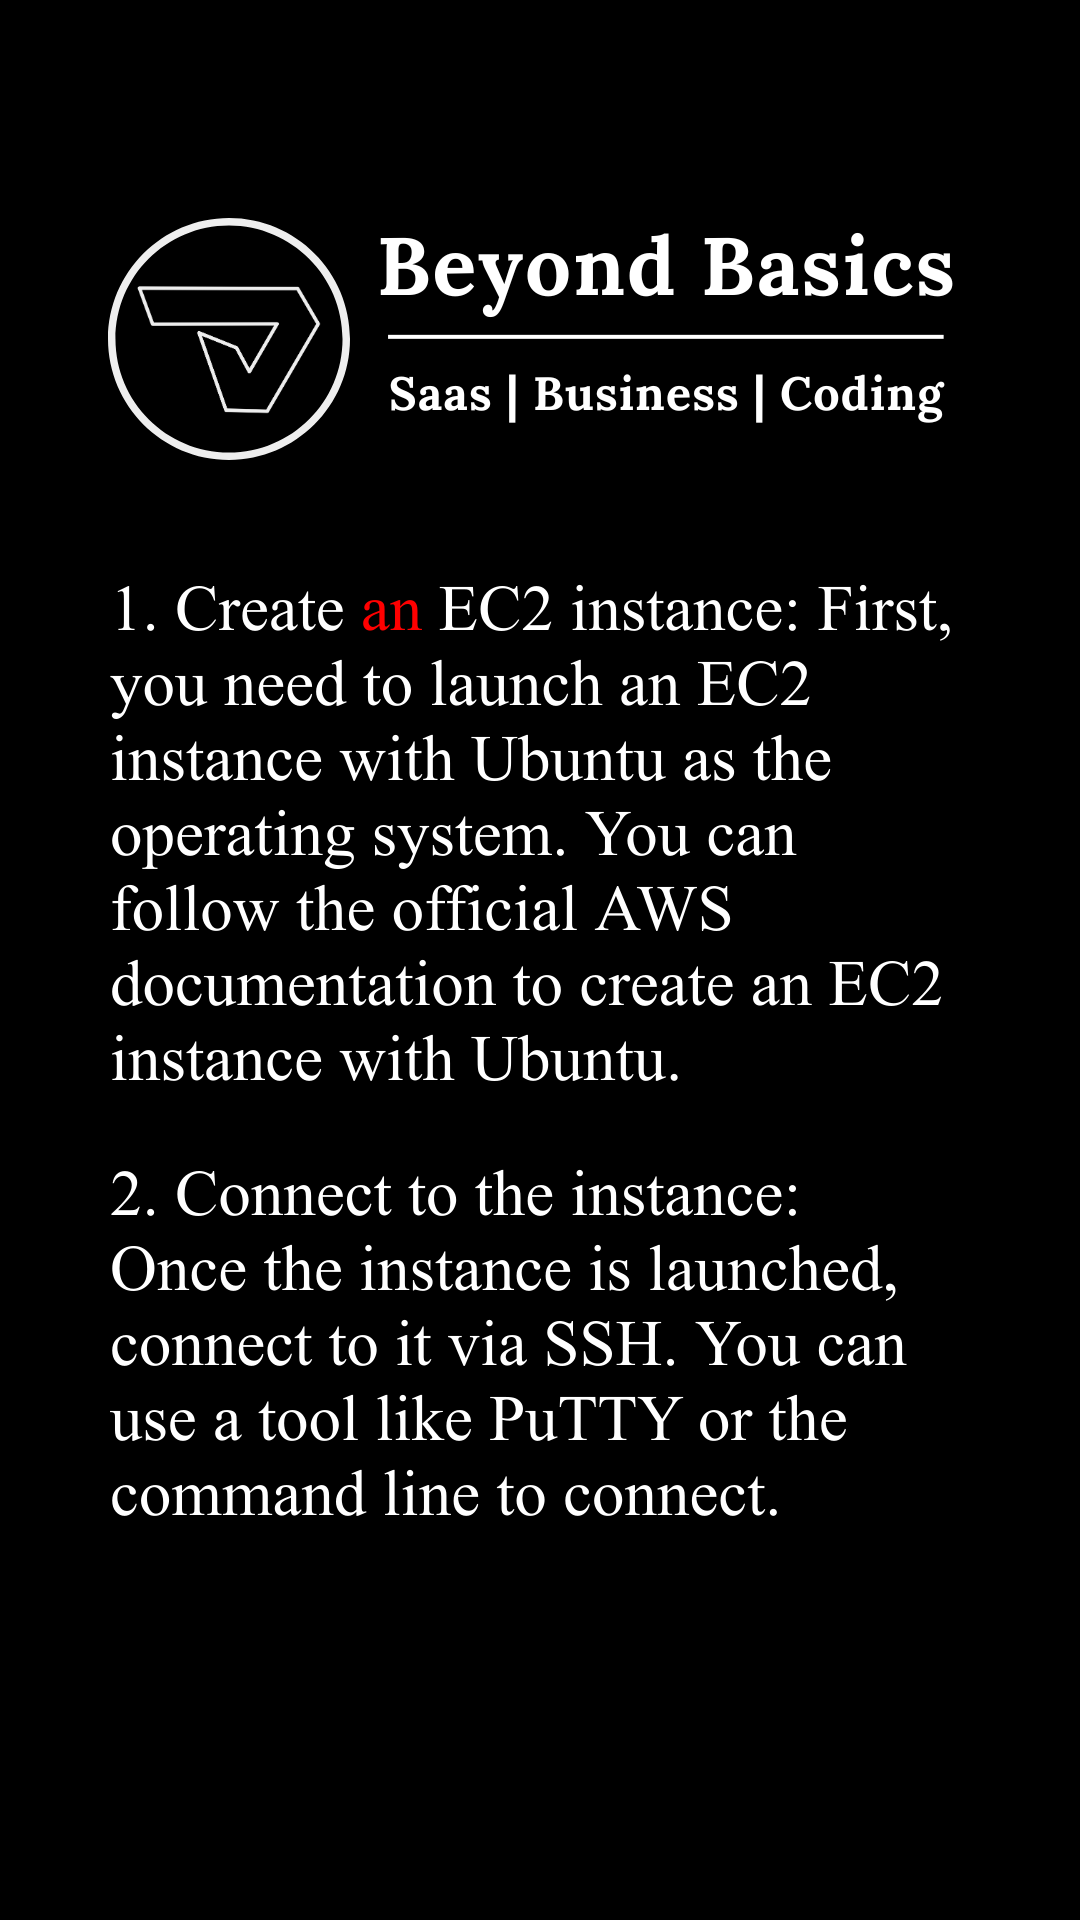 Beyond Basics
Saas | Business | Coding
1. Create an EC2 instance: First,
you need to launch an EC2
instance with Ubuntu as the
operating system. You can
follow the official AWS
documentation to create an EC2
instance with Ubuntu.
2. Connect to the instance:
Once the instance is launched,
connect to it via SSH. You can
use a tool like PuTTY or the
command line to connect.